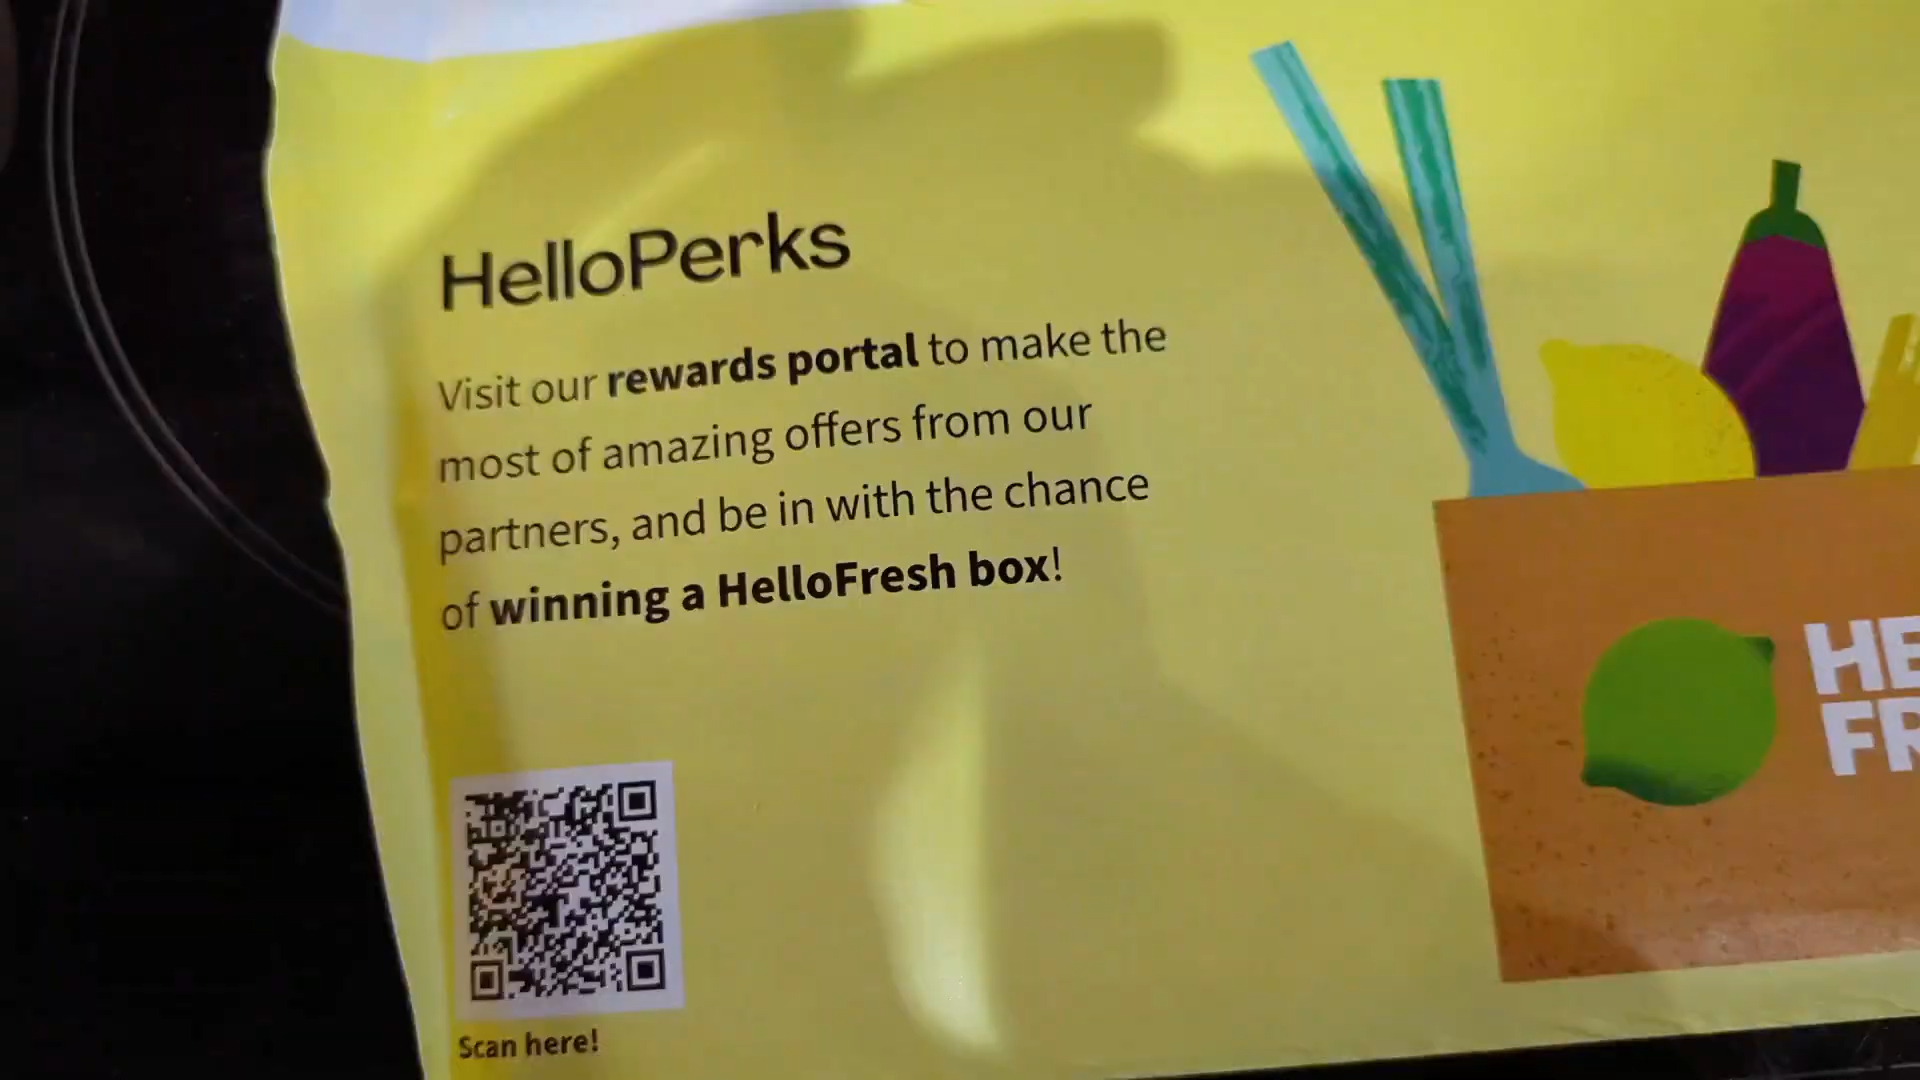 HelloPerks
Visit our rewards portal to make the
most of amazing offers from our
partners, and be in with the chance
of winning a HelloFresh box!
Scan here!